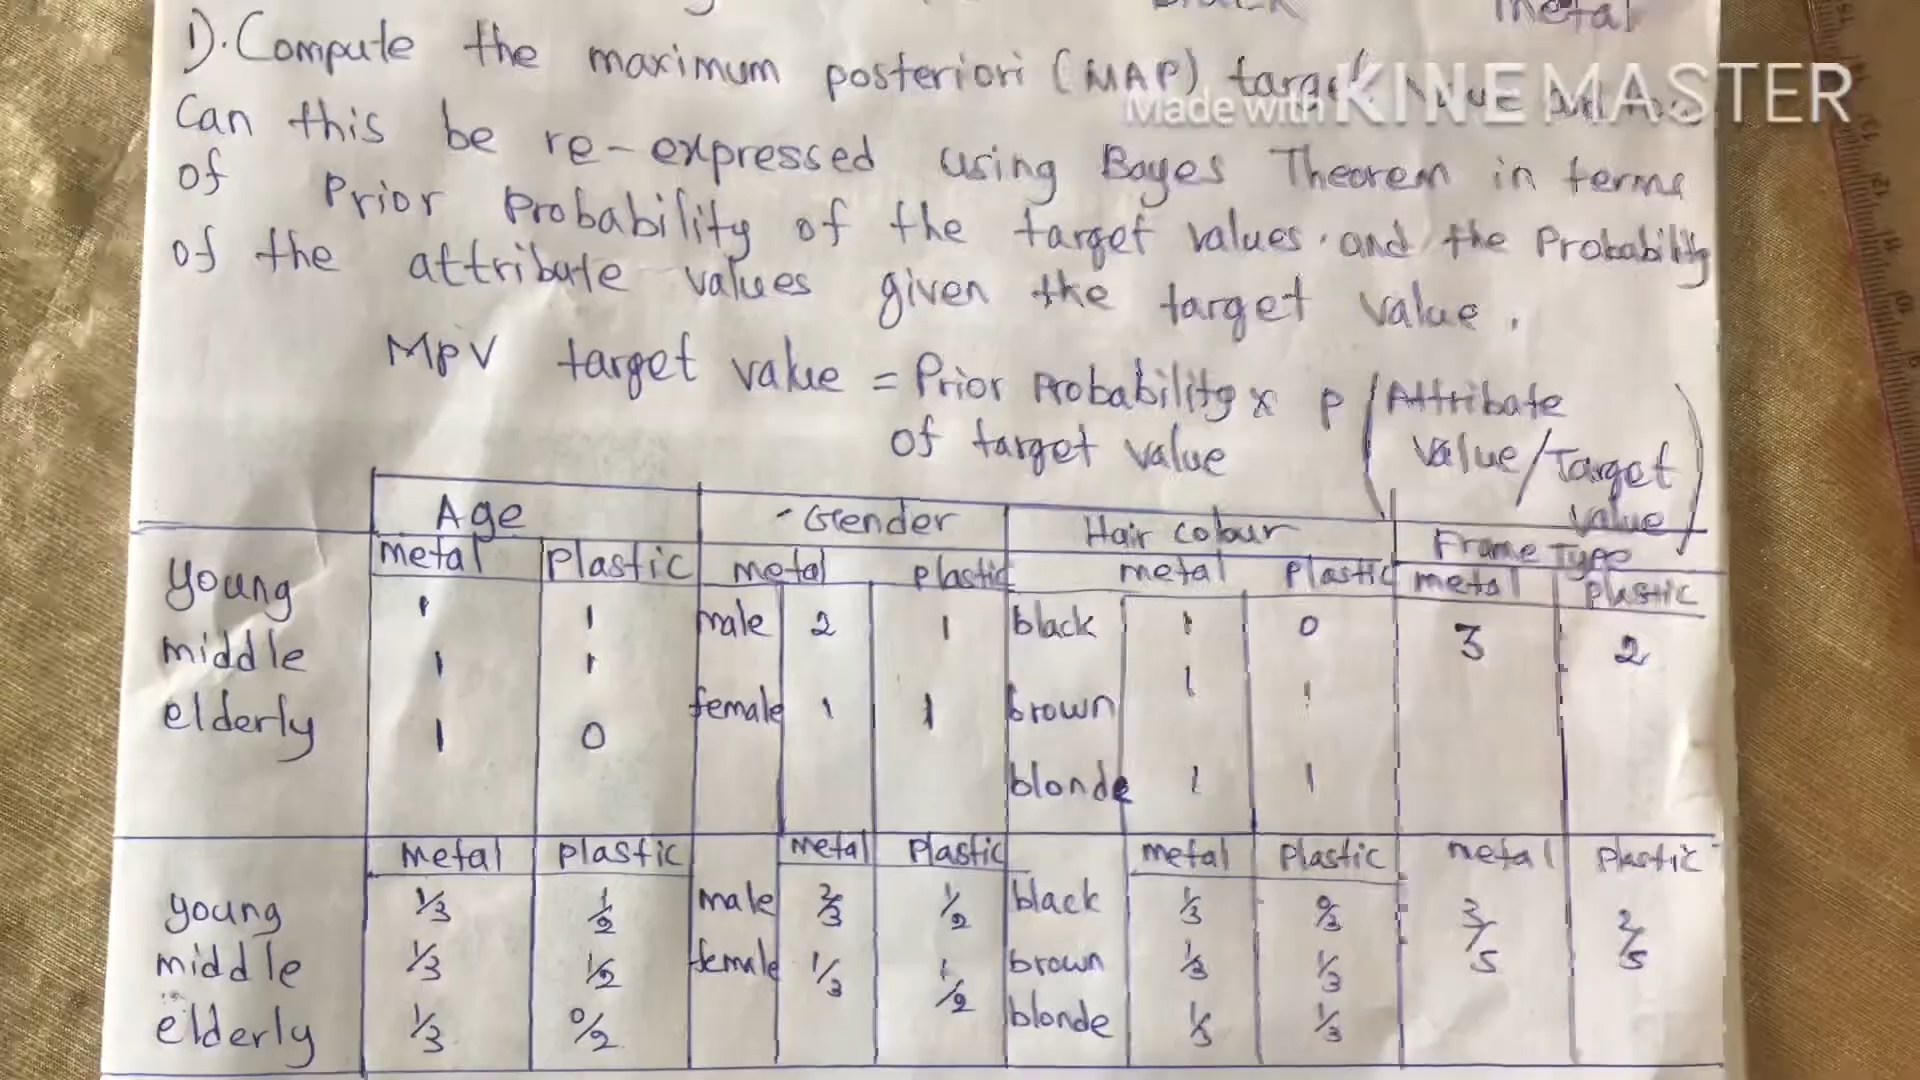 metal
1). Compute the maximum posteriori (MAP) target
Made with KINEMASTER
Can this be re-expressed using Bayes Theorem in terms
of Prior Probability of the target values. and the Probability
of the attribute values given the target value.
MPV target value = Prior Probability x P (Attribute
of target value Value/Target
value)
Age Gender Hair colour Frame Type
metal plastic metal plastic metal plastic metal plastic
young 1 1 male 2 1 black 1 0 3 2
middle 1 1 female 1 1 brown 1 1
elderly 1 0 blonde 1 1
metal plastic metal plastic metal plastic metal plastic
young 1/3 1/2 male 2/3 1/2 black 1/3 0/3 3/5 2/5
middle 1/3 1/2 female 1/3 1/2 brown 1/3 1/3
elderly 1/3 0/2 blonde 1/3 1/3